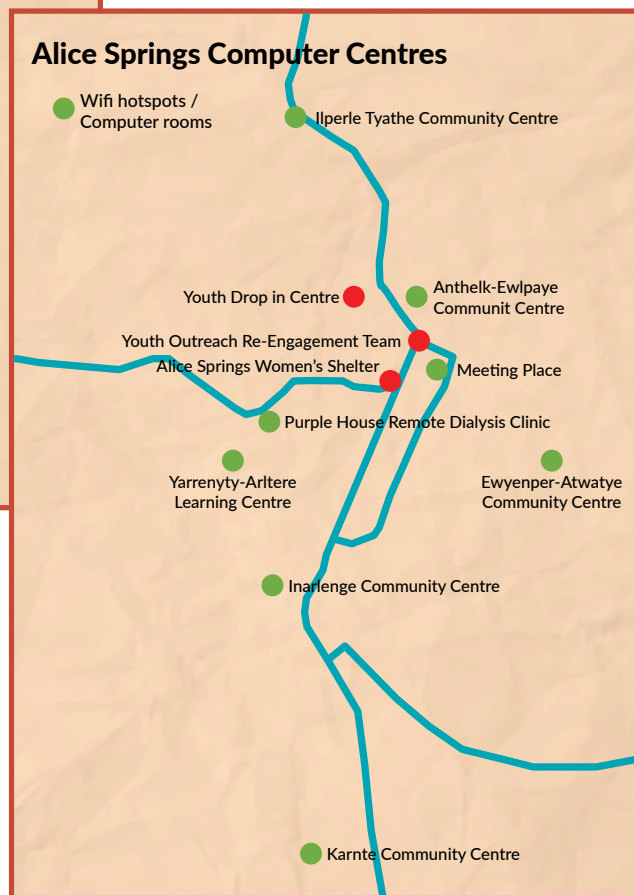 Alice Springs Computer Centres
Wifi hotspots /
Computer rooms
Ilperle Tyathe Community Centre
Youth Drop in Centre
Anthelk-Ewlpaye
Communit Centre
Youth Outreach Re-Engagement Team
Alice Springs Women's Shelter
Meeting Place
Purple House Remote Dialysis Clinic
Yarrenyty-Arltere
Learning Centre
Ewyenper-Atwatye
Community Centre
Inarlenge Community Centre
Karnte Community Centre